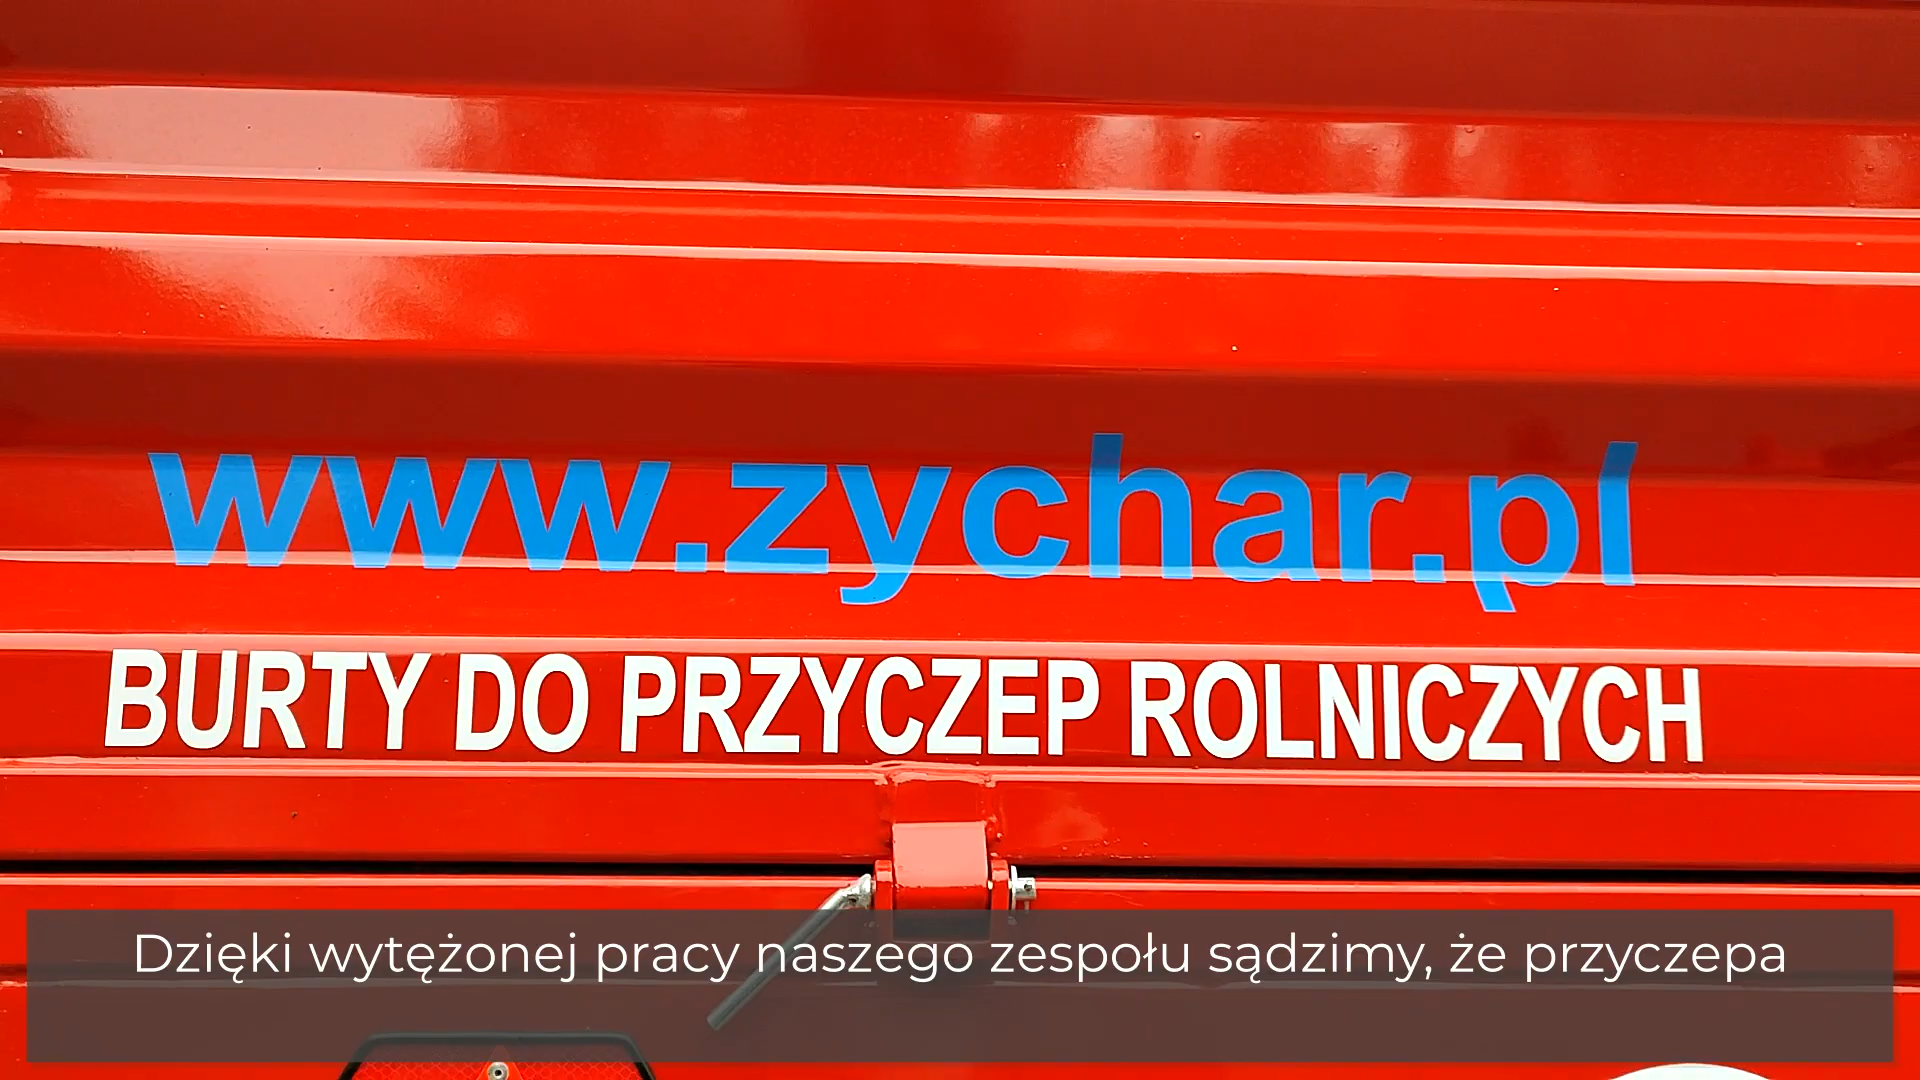 www.zychar.pl
BURTY DO PRZYCZEP ROLNICZYCH
Dzięki wytężonej pracy naszego zespołu sądzimy, że przyczepa